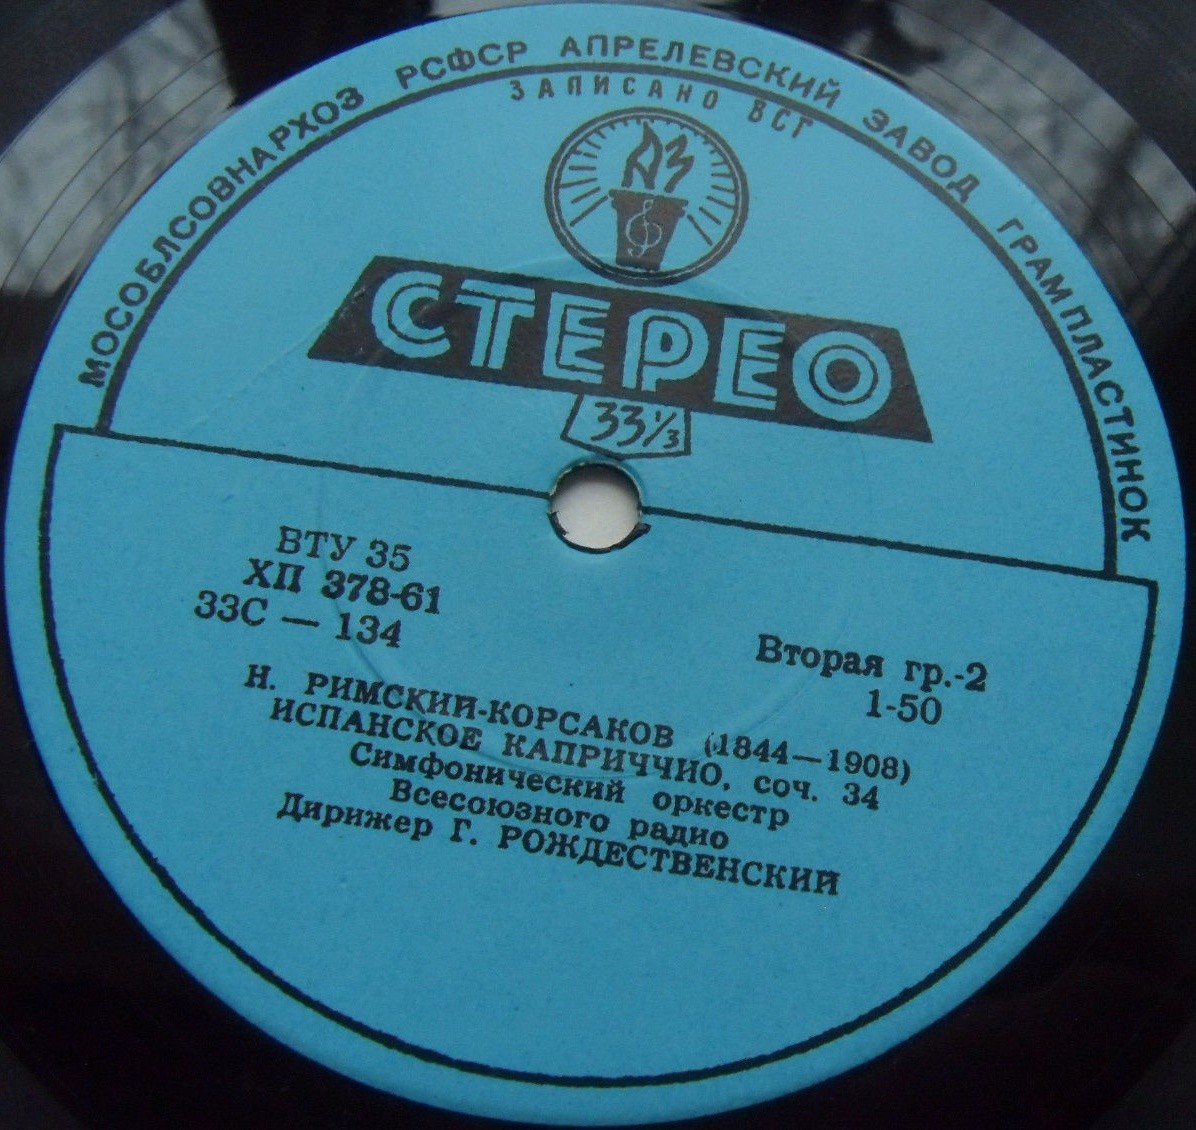 МОСОБЛСОВНАРХОЗ РСФСР АПРЕЛЕВСКИЙ ЗАВОД ГРАМПЛАСТИНОК
ЗАПИСАНО ВСГ
АЗ
СТЕРЕО
33⅓
ВТУ 35
ХП 378-61
33С — 134
Вторая гр.-2
1-50
Н. РИМСКИЙ-КОРСАКОВ (1844—1908)
ИСПАНСКОЕ КАПРИЧЧИО, соч. 34
Симфонический оркестр
Всесоюзного радио
Дирижер Г. РОЖДЕСТВЕНСКИЙ